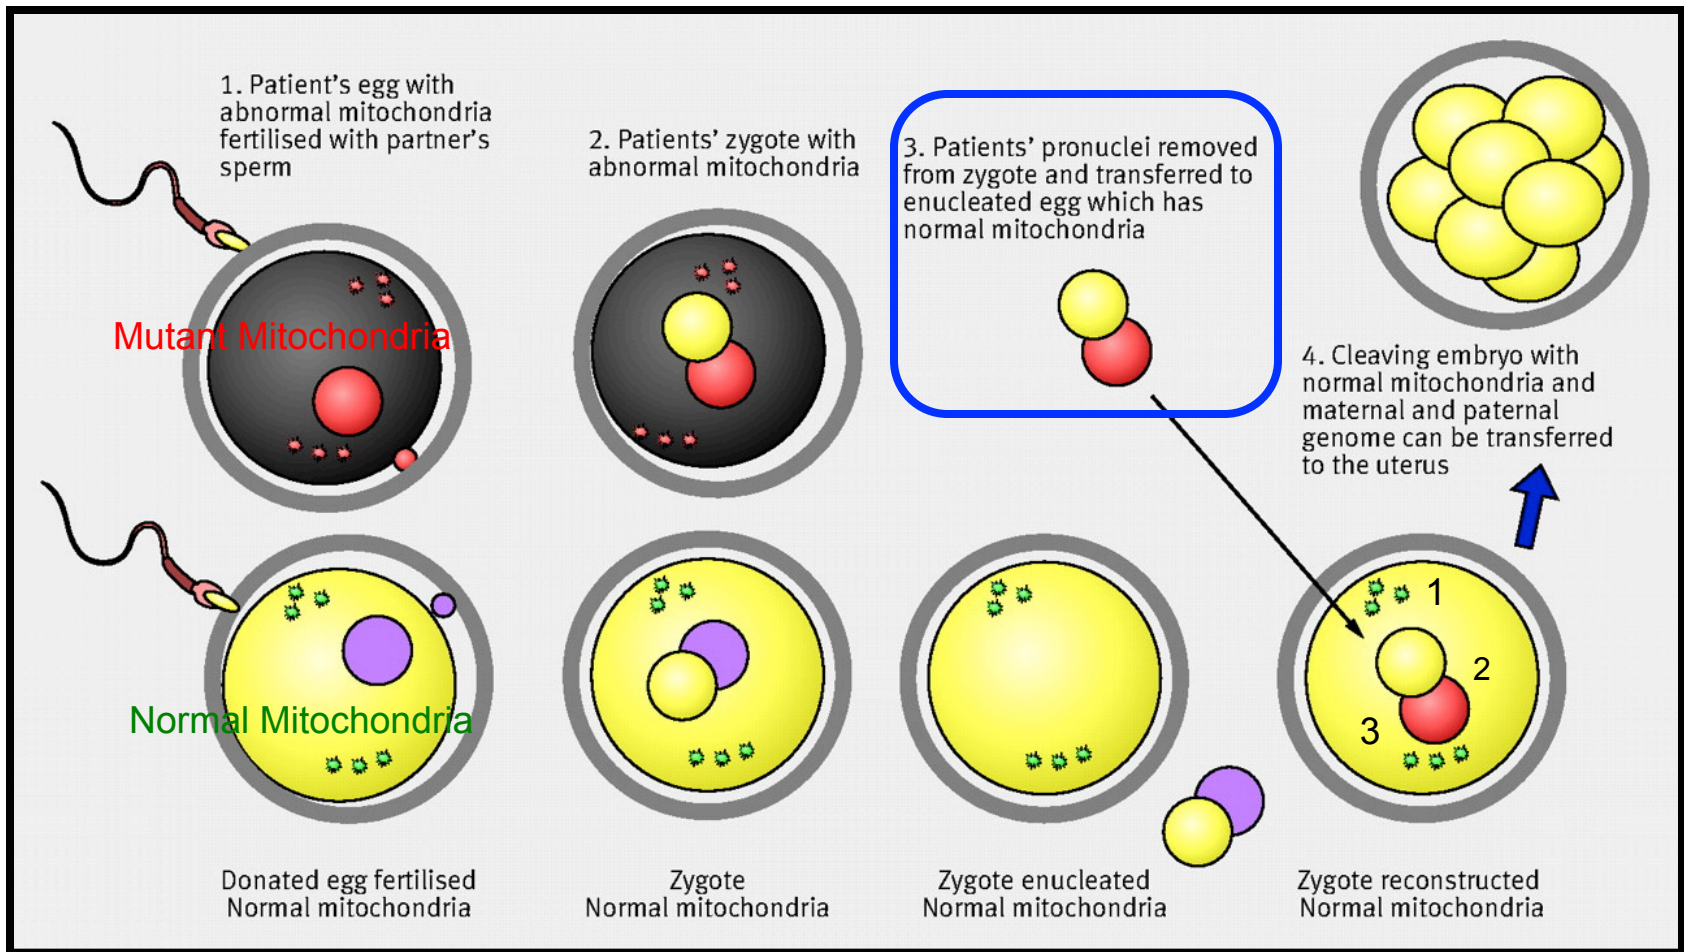 1. Patient's egg with
abnormal mitochondria
fertilised with partner's
sperm
2. Patients' zygote with
abnormal mitochondria
3. Patients' pronuclei removed
from zygote and transferred to
enucleated egg which has
normal mitochondria
Mutant Mitochondria
4. Cleaving embryo with
normal mitochondria and
maternal and paternal
genome can be transferred
to the uterus
Normal Mitochondria
1
2
3
Donated egg fertilised
Normal mitochondria
Zygote
Normal mitochondria
Zygote enucleated
Normal mitochondria
Zygote reconstructed
Normal mitochondria